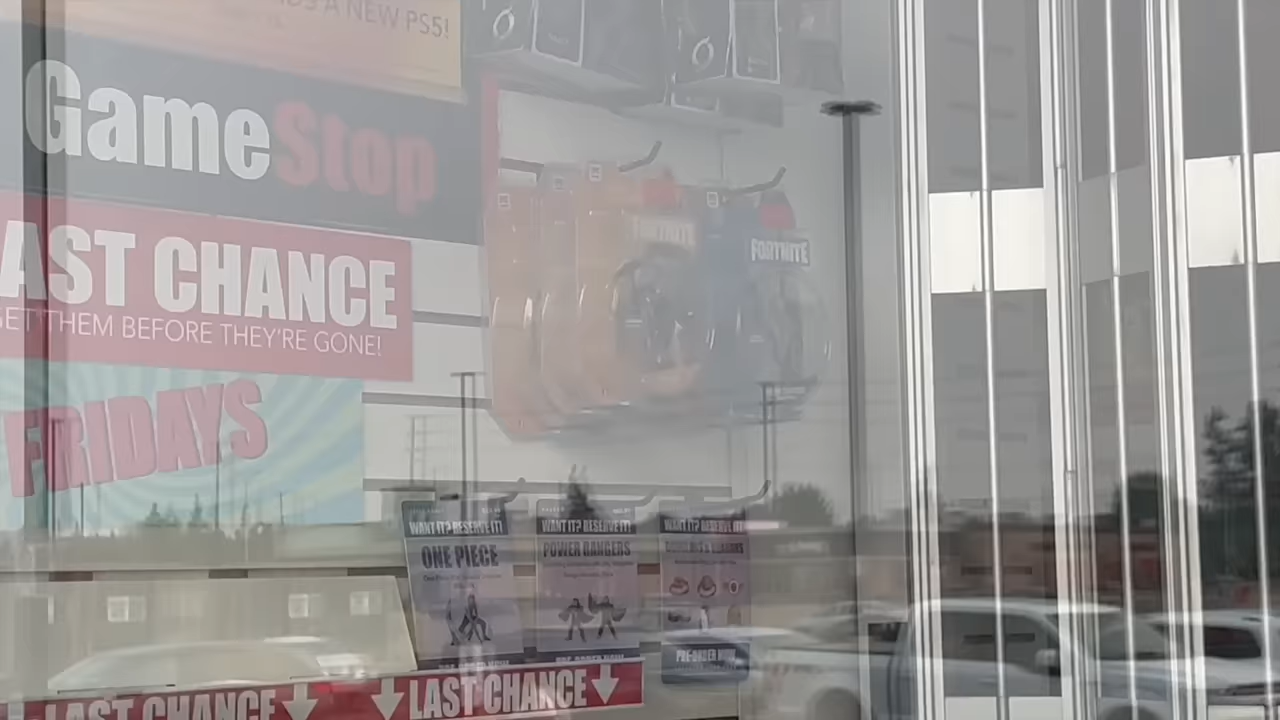 A NEW PS5!
GameStop
AST CHANCE
GET THEM BEFORE THEY'RE GONE!
FRIDAYS
FORTNITE
FORTNITE
WANT IT? RESERVE IT!
ONE PIECE
WANT IT? RESERVE IT!
POWER RANGERS
WANT IT? RESERVE IT!
PRE-ORDER NOW
LAST CHANCE
LAST CHANCE